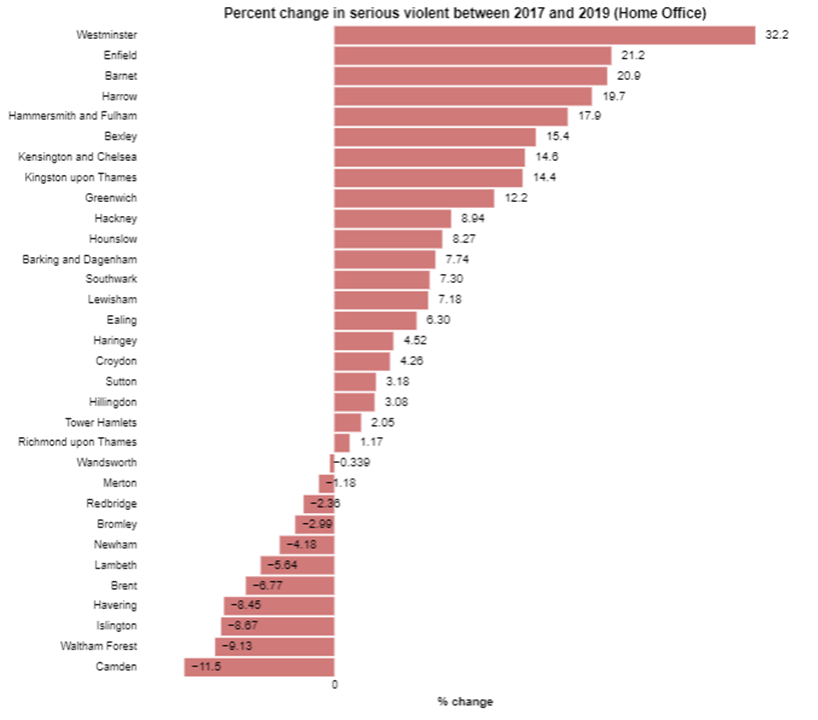 Percent change in serious violent between 2017 and 2019 (Home Office)
Westminster 32.2
Enfield 21.2
Barnet 20.9
Harrow 19.7
Hammersmith and Fulham 17.9
Bexley 15.4
Kensington and Chelsea 14.6
Kingston upon Thames 14.4
Greenwich 12.2
Hackney 8.94
Hounslow 8.27
Barking and Dagenham 7.74
Southwark 7.30
Lewisham 7.18
Ealing 6.30
Haringey 4.52
Croydon 4.26
Sutton 3.18
Hillingdon 3.08
Tower Hamlets 2.05
Richmond upon Thames 1.17
Wandsworth −0.339
Merton −1.18
Redbridge −2.36
Bromley −2.99
Newham −4.18
Lambeth −5.64
Brent −6.77
Havering −8.45
Islington −8.67
Waltham Forest −9.13
Camden −11.5
0
% change